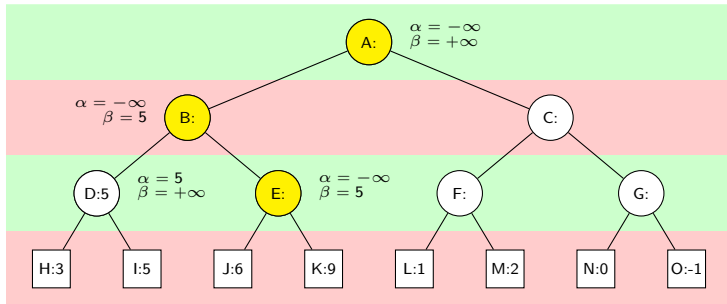 A:
α = −∞
β = +∞
α = −∞
β = 5
B:
C:
D:5
α = 5
β = +∞
E:
α = −∞
β = 5
F:
G:
H:3
I:5
J:6
K:9
L:1
M:2
N:0
O:-1